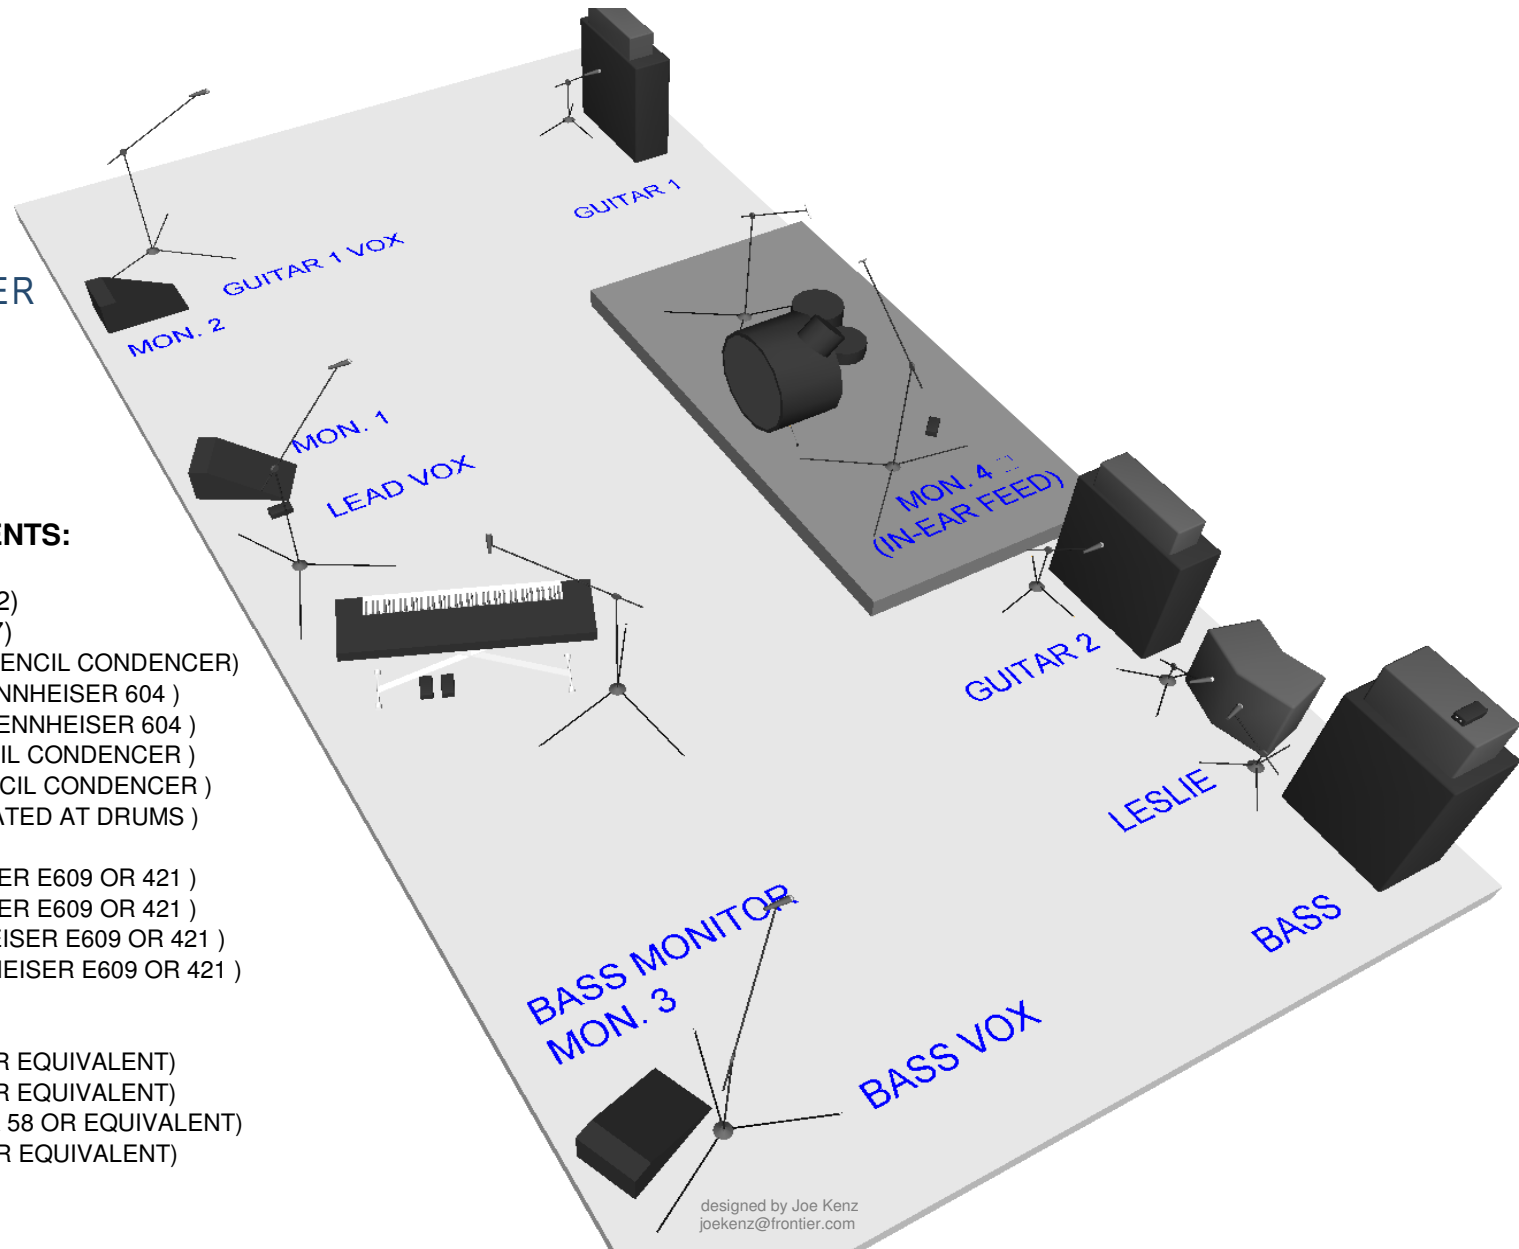 GUITAR 1
GUITAR 1 VOX
ER
MON. 2
MON. 1
LEAD VOX
MON. 4
(IN-EAR FEED)
ENTS:
2)
7)
ENCIL CONDENCER)
NNHEISER 604 )
ENNHEISER 604 )
IL CONDENCER )
CIL CONDENCER )
ATED AT DRUMS )
ER E609 OR 421 )
ER E609 OR 421 )
EISER E609 OR 421 )
HEISER E609 OR 421 )
R EQUIVALENT)
R EQUIVALENT)
58 OR EQUIVALENT)
R EQUIVALENT)
GUITAR 2
LESLIE
BASS
BASS MONITOR
MON. 3
BASS VOX
designed by Joe Kenz
joekenz@frontier.com